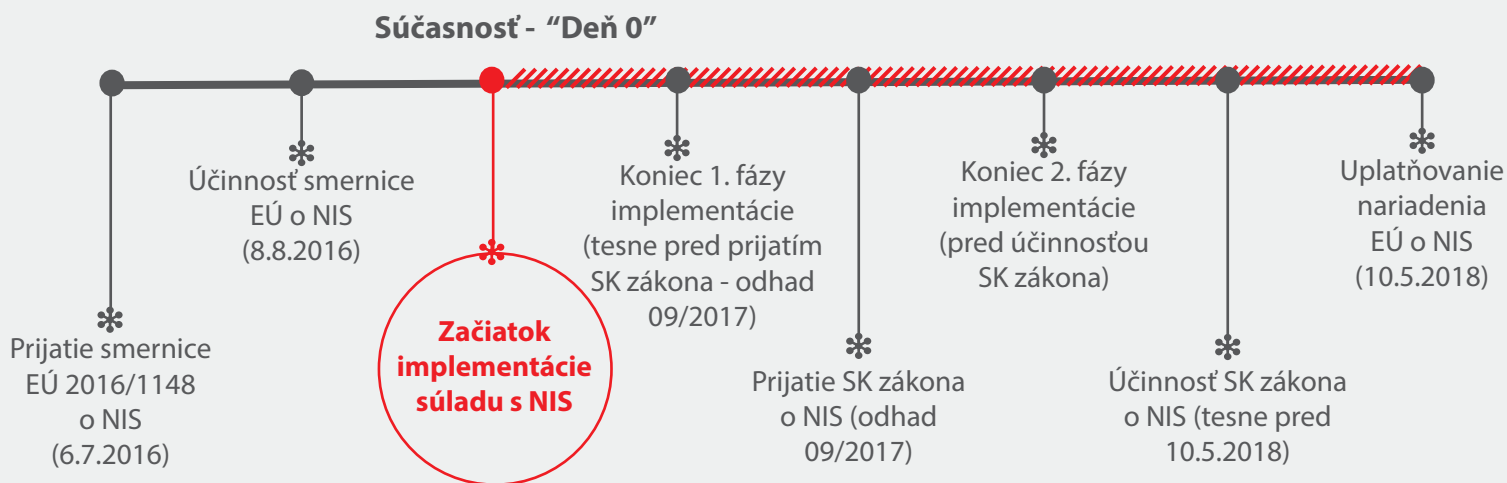 Súčasnosť - “Deň 0”
Prijatie smernice
EÚ 2016/1148
o NIS
(6.7.2016)
Účinnosť smernice
EÚ o NIS
(8.8.2016)
Začiatok
implementácie
súladu s NIS
Koniec 1. fázy
implementácie
(tesne pred prijatím
SK zákona - odhad
09/2017)
Prijatie SK zákona
o NIS (odhad
09/2017)
Koniec 2. fázy
implementácie
(pred účinnosťou
SK zákona)
Účinnosť SK zákona
o NIS (tesne pred
10.5.2018)
Uplatňovanie
nariadenia
EÚ o NIS
(10.5.2018)